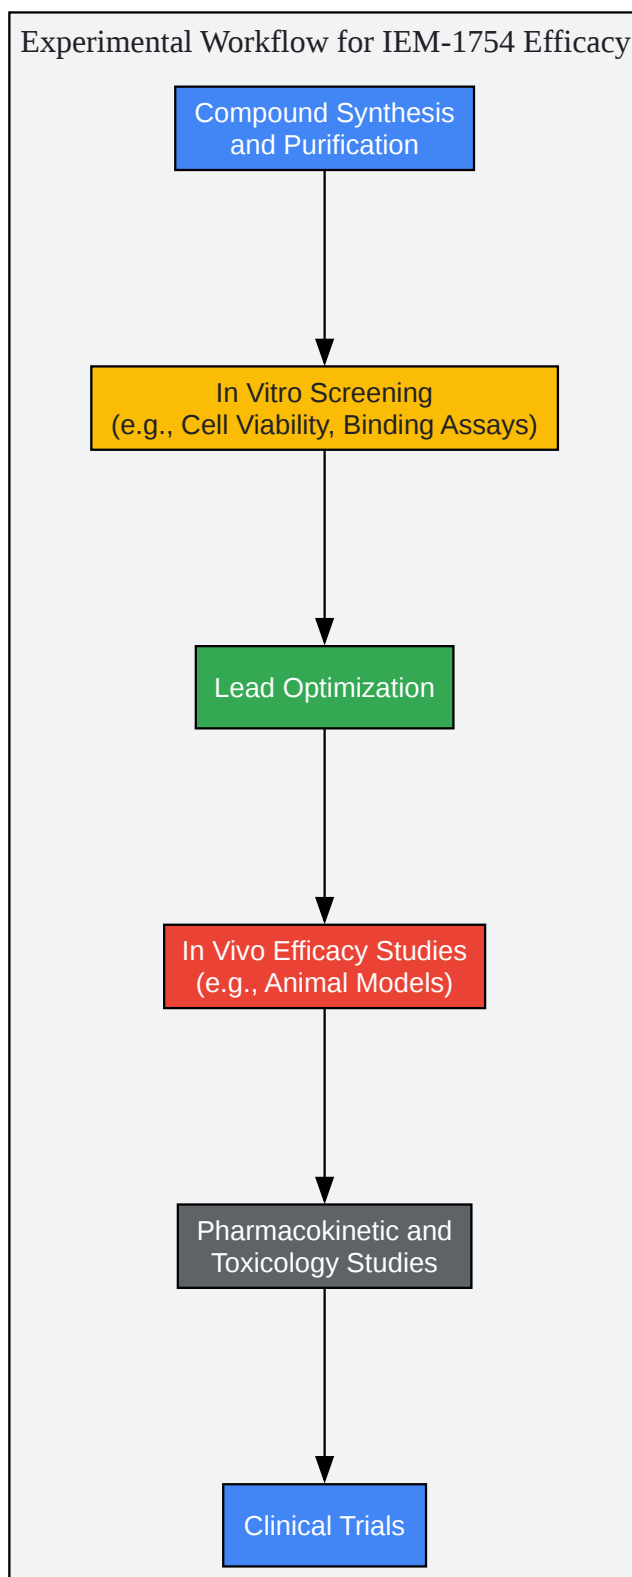 Experimental Workflow for IEM-1754 Efficacy
Compound Synthesis
and Purification
In Vitro Screening
(e.g., Cell Viability, Binding Assays)
Lead Optimization
In Vivo Efficacy Studies
(e.g., Animal Models)
Pharmacokinetic and
Toxicology Studies
Clinical Trials